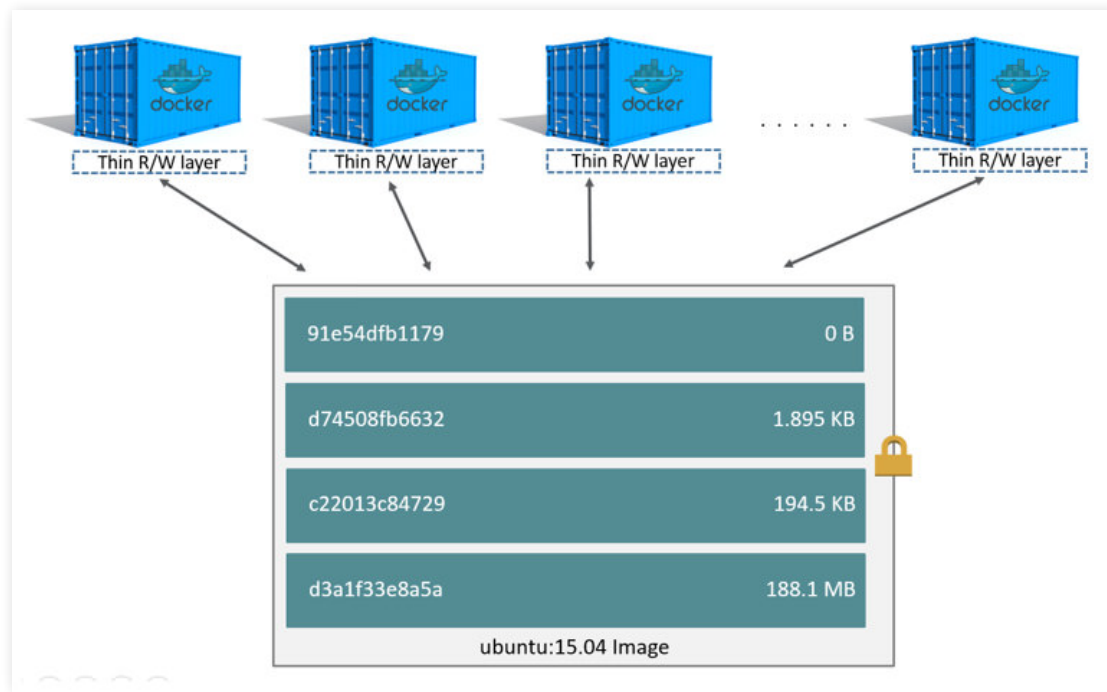 docker docker docker docker
. . . . . .
Thin R/W layer Thin R/W layer Thin R/W layer Thin R/W layer
91e54dfb1179 0 B
d74508fb6632 1.895 KB
c22013c84729 194.5 KB
d3a1f33e8a5a 188.1 MB
ubuntu:15.04 Image